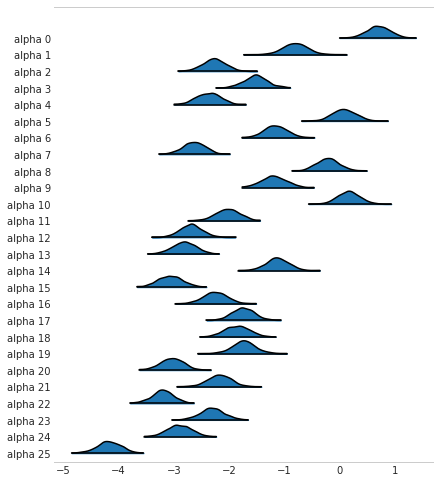 alpha 0
alpha 1
alpha 2
alpha 3
alpha 4
alpha 5
alpha 6
alpha 7
alpha 8
alpha 9
alpha 10
alpha 11
alpha 12
alpha 13
alpha 14
alpha 15
alpha 16
alpha 17
alpha 18
alpha 19
alpha 20
alpha 21
alpha 22
alpha 23
alpha 24
alpha 25
−5 −4 −3 −2 −1 0 1